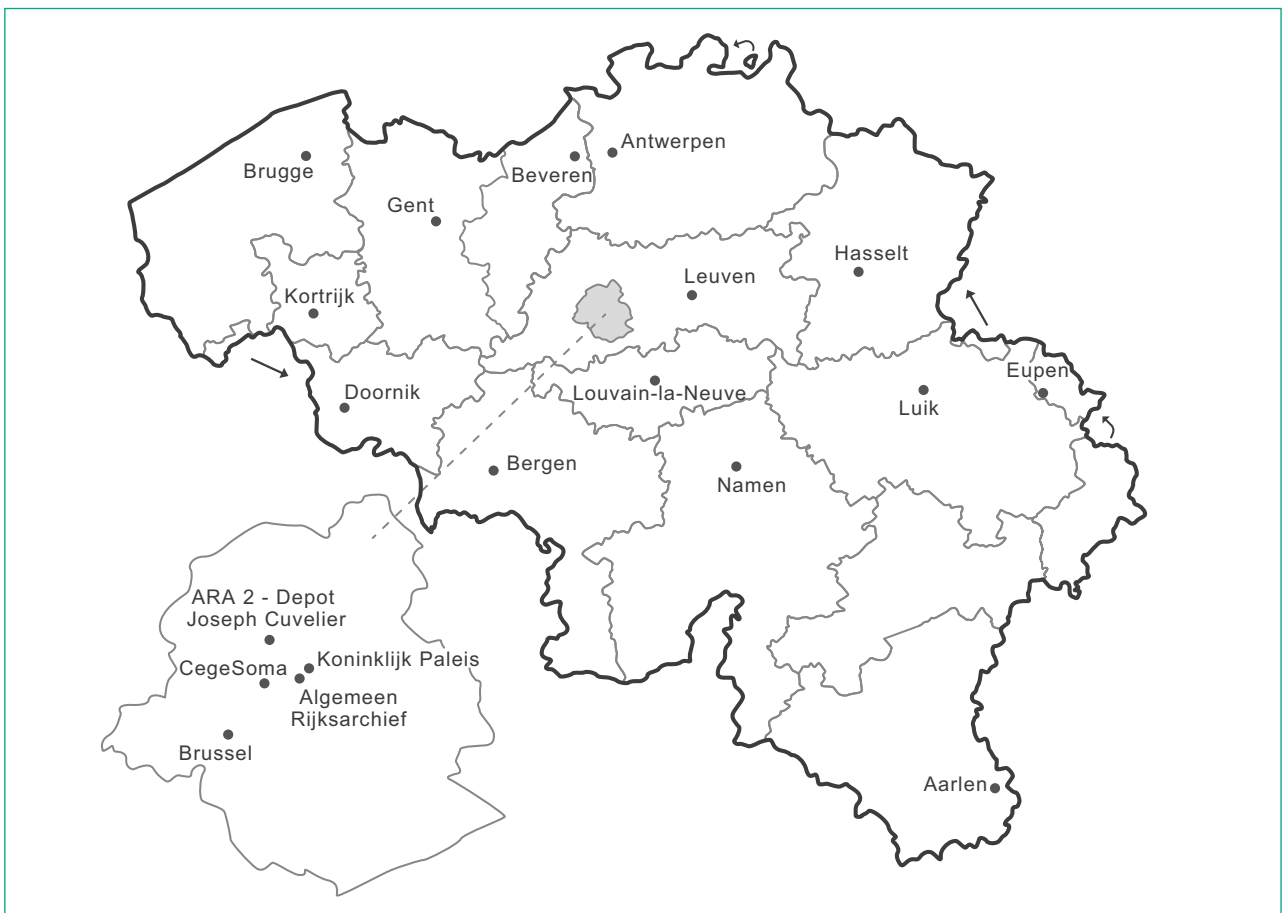 Antwerpen
Brugge
Beveren
Gent
Hasselt
Leuven
Kortrijk
Eupen
Doornik
Louvain-la-Neuve
Luik
Bergen
Namen
ARA 2 - Depot
Joseph Cuvelier
Koninklijk Paleis
CegeSoma
Algemeen
Rijksarchief
Brussel
Aarlen